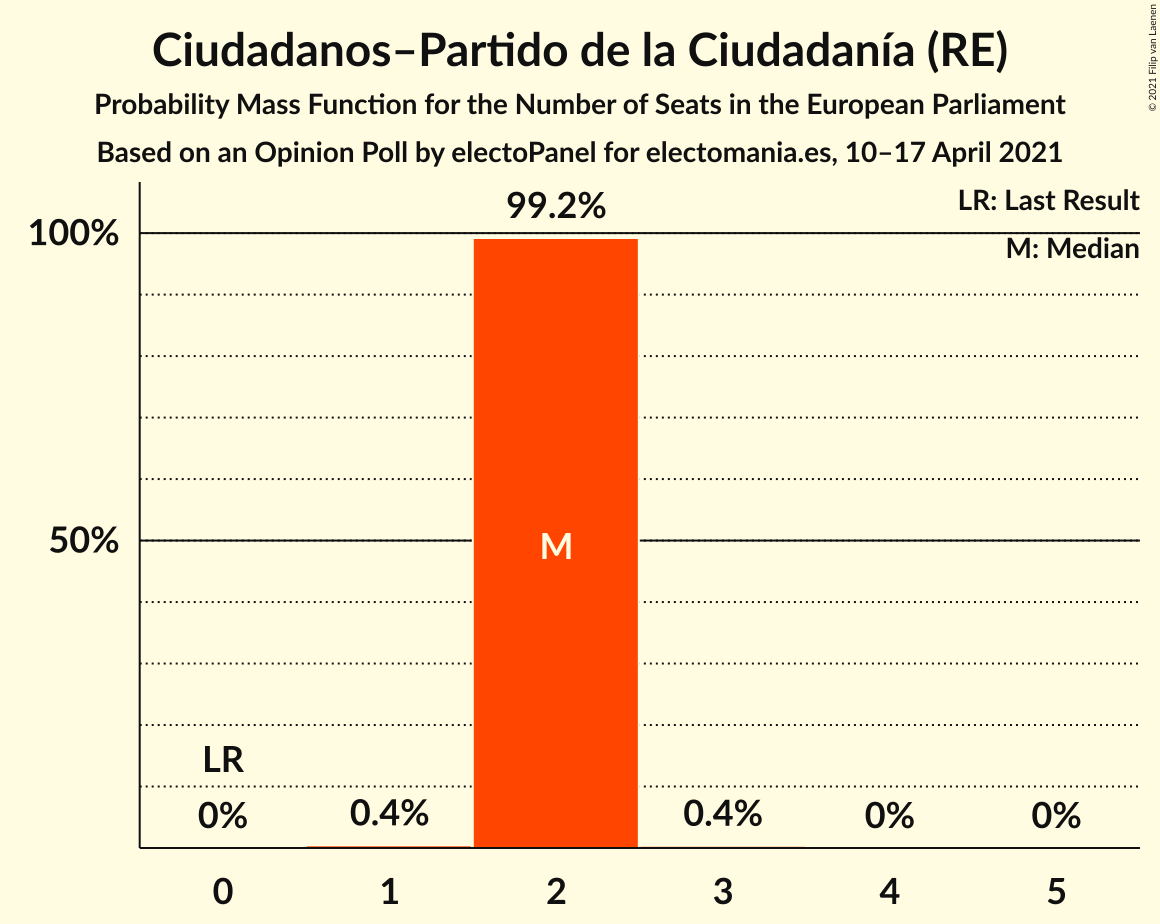 Ciudadanos–Partido de la Ciudadanía (RE)
Probability Mass Function for the Number of Seats in the European Parliament
Based on an Opinion Poll by electoPanel for electomania.es, 10–17 April 2021
© 2021 Filip van Laenen
LR: Last Result
M: Median
99.2%
100%
50%
M
LR
0%
0.4%
0.4%
0%
0%
0
1
2
3
4
5